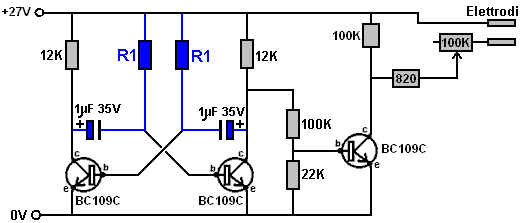 +27V
Elettrodi
12K
R1
R1
12K
100K
100K
820
1µF 35V
1µF 35V
+
+
100K
c
b
e
BC109C
c
b
e
BC109C
22K
c
b
e
BC109C
0V